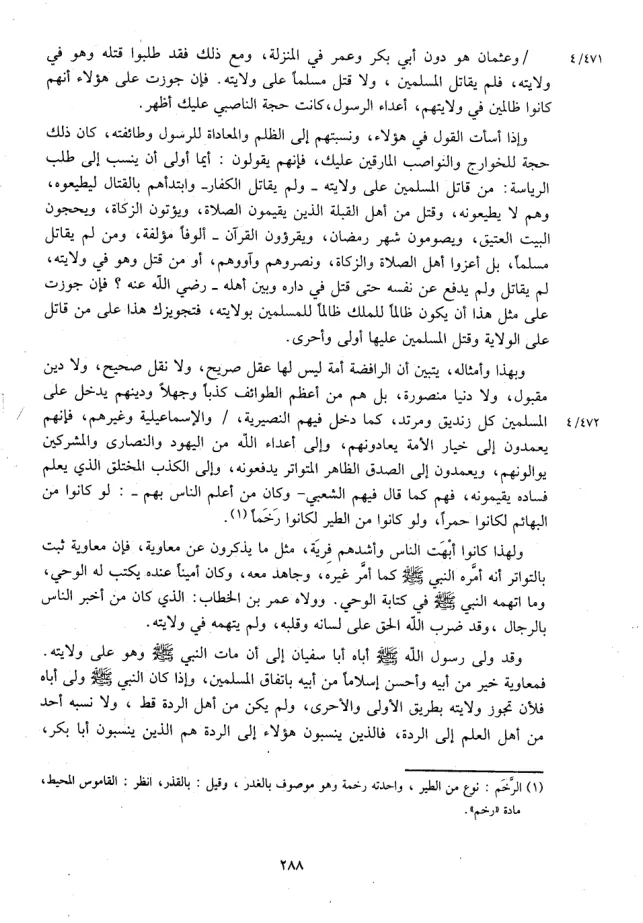 ٤/٤٧١ / وعثمان هو دون أبي بكر وعمر في المنزلة، ومع ذلك فقد طلبوا قتله وهو في
ولايته، فلم يقاتل المسلمين ، ولا قتل مسلماً على ولايته. فإن جوزت على هؤلاء أنهم
كانوا ظالمين في ولايتهم، أعداء الرسول،كانت حجة الناصبي عليك أظهر.
وإذا أسأت القول في هؤلاء، ونسبتهم إلى الظلم والمعاداة للرسول وطائفته، كان ذلك
حجة للخوارج والنواصب المارقين عليك، فإنهم يقولون : أيما أولى أن ينسب إلى طلب
الرياسة: من قاتل المسلمين على ولايته ـ ولم يقاتل الكفارـ وابتدأهم بالقتال ليطيعوه،
وهم لا يطيعونه، وقتل من أهل القبلة الذين يقيمون الصلاة، ويؤتون الزكاة، ويحجون
البيت العتيق، ويصومون شهر رمضان، ويقرؤون القرآن ـ ألوفاً مؤلفة، ومن لم يقاتل
مسلماً، بل أعزوا أهل الصلاة والزكاة، ونصروهم وآووهم، أو من قتل وهو في ولايته،
لم يقاتل ولم يدفع عن نفسه حتى قتل في داره وبين أهله ـ رضي الله عنه ؟ فإن جوزت
على مثل هذا أن يكون ظالماً للملك ظالماً للمسلمين بولايته، فتجويزك هذا على من قاتل
على الولاية وقتل المسلمين عليها أولى وأحرى.
وبهذا وأمثاله، يتبين أن الرافضة أمة ليس لها عقل صريح، ولا نقل صحيح، ولا دين
مقبول، ولا دنيا منصورة، بل هم من أعظم الطوائف كذباً وجهلاً ودينهم يدخل على
٤/٤٧٢ المسلمين كل زنديق ومرتد، كما دخل فيهم النصيرية، / والإسماعيلية وغيرهم، فإنهم
يعمدون إلى خيار الأمة يعادونهم، وإلى أعداء الله من اليهود والنصارى والمشركين
يوالونهم، ويعمدون إلى الصدق الظاهر المتواتر يدفعونه، وإلى الكذب المختلق الذي يعلم
فساده يقيمونه، فهم كما قال فيهم الشعبي- وكان من أعلم الناس بهم ـ : لو كانوا من
البهائم لكانوا حمراً، ولو كانوا من الطير لكانوا رَخَماً (١).
ولهذا كانوا أبْهَت الناس وأشدهم فِريَة، مثل ما يذكرون عن معاوية، فإن معاوية ثبت
بالتواتر أنه أمَّره النبي ﷺ كما أمَّر غيره، وجاهد معه، وكان أميناً عنده يكتب له الوحي،
وما اتهمه النبي ﷺ في كتابة الوحي. وولاه عمر بن الخطاب: الذي كان من أخبر الناس
بالرجال ،وقد ضرب الله الحق على لسانه وقلبه، ولم يتهمه في ولايته.
وقد ولى رسول الله ﷺ أباه أبا سفيان إلى أن مات النبي ﷺ وهو على ولايته.
فمعاوية خير من أبيه وأحسن إسلاماً من أبيه باتفاق المسلمين، وإذا كان النبي ﷺ ولى أباه
فلأن تجوز ولايته بطريق الأولى والأحرى، ولم يكن من أهل الردة قط ، ولا نسبه أحد
من أهل العلم إلى الردة، فالذين ينسبون هؤلاء إلى الردة هم الذين ينسبون أبا بكر،
(١) الرَّخَم : نوع من الطير ، واحدته رخمة وهو موصوف بالغدر ، وقيل : بالقذر، انظر : القاموس المحيط،
مادة «رخم».
٢٨٨